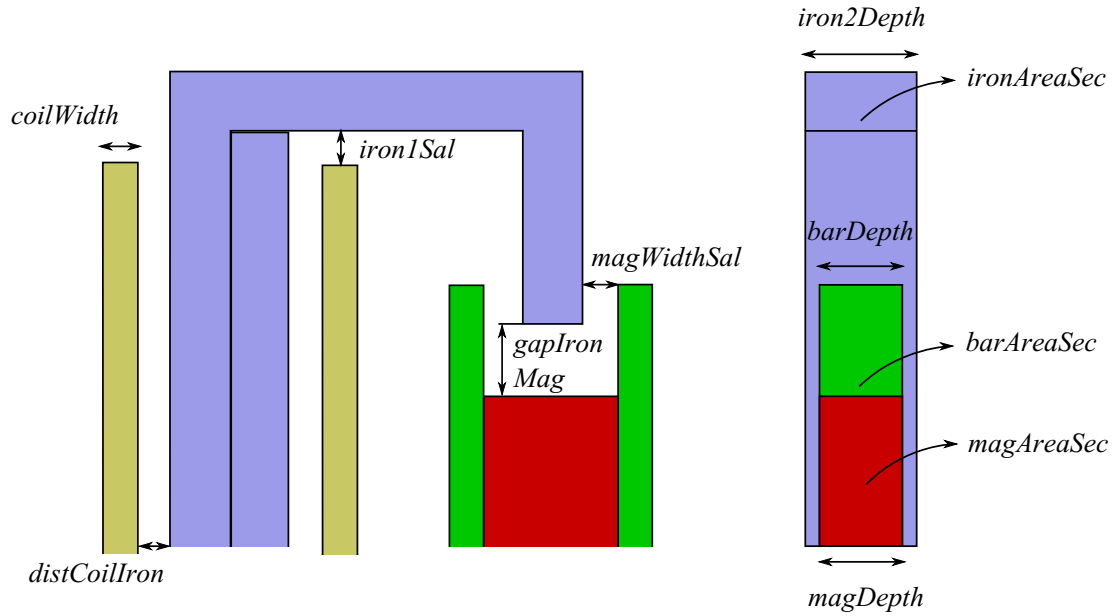 iron2Depth
ironAreaSec
coilWidth
iron1Sal
barDepth
magWidthSal
gapIron
Mag
barAreaSec
magAreaSec
distCoilIron
magDepth